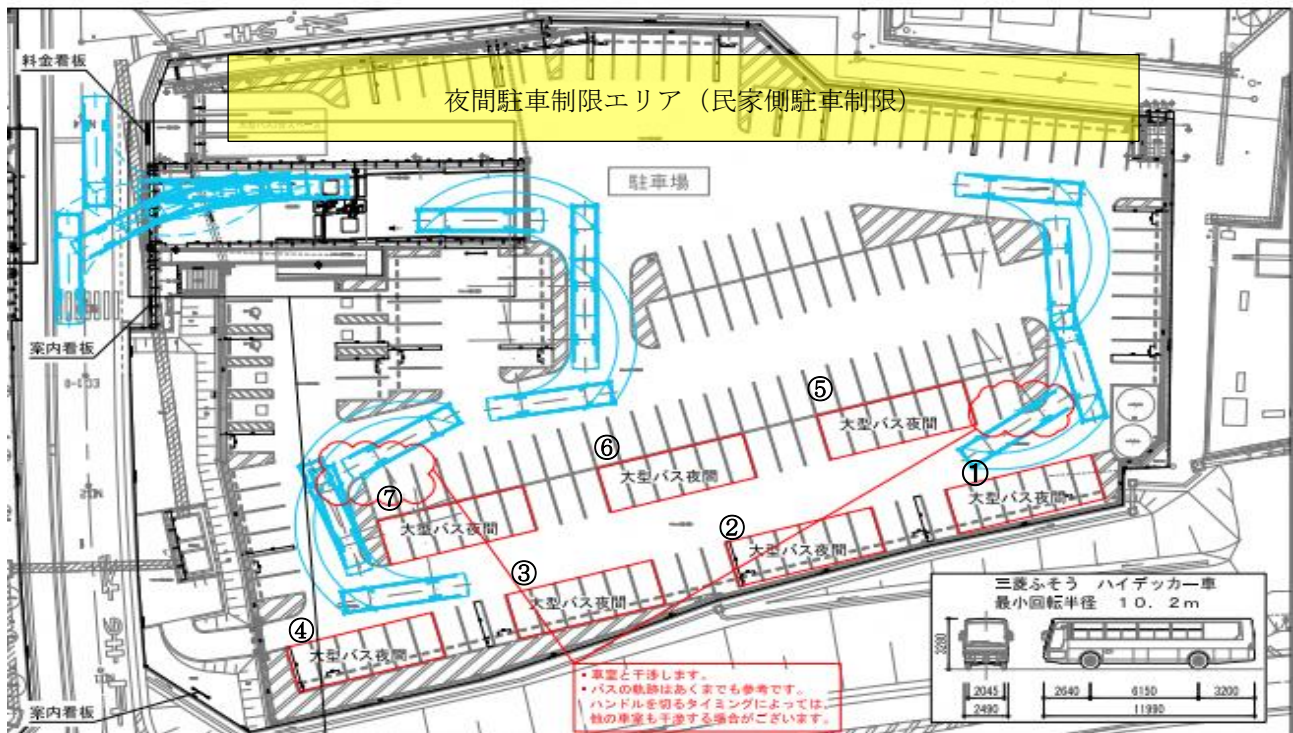 料金看板
夜間駐車制限エリア（民家側駐車制限）
駐車場
案内看板
⑤
大型バス夜間
⑥
大型バス夜間
①
大型バス夜間
⑦
大型バス夜間
②
大型バス夜間
③
大型バス夜間
④
大型バス夜間
案内看板
三菱ふそう ハイデッカー車
最小回転半径 10.2m
3200
2045
2490
2640 6150 3200
11990
• 車室と干渉します。
• バスの軌跡はあくまでも参考です。
ハンドルを切るタイミングによっては、
他の車室も干渉する場合がございます。